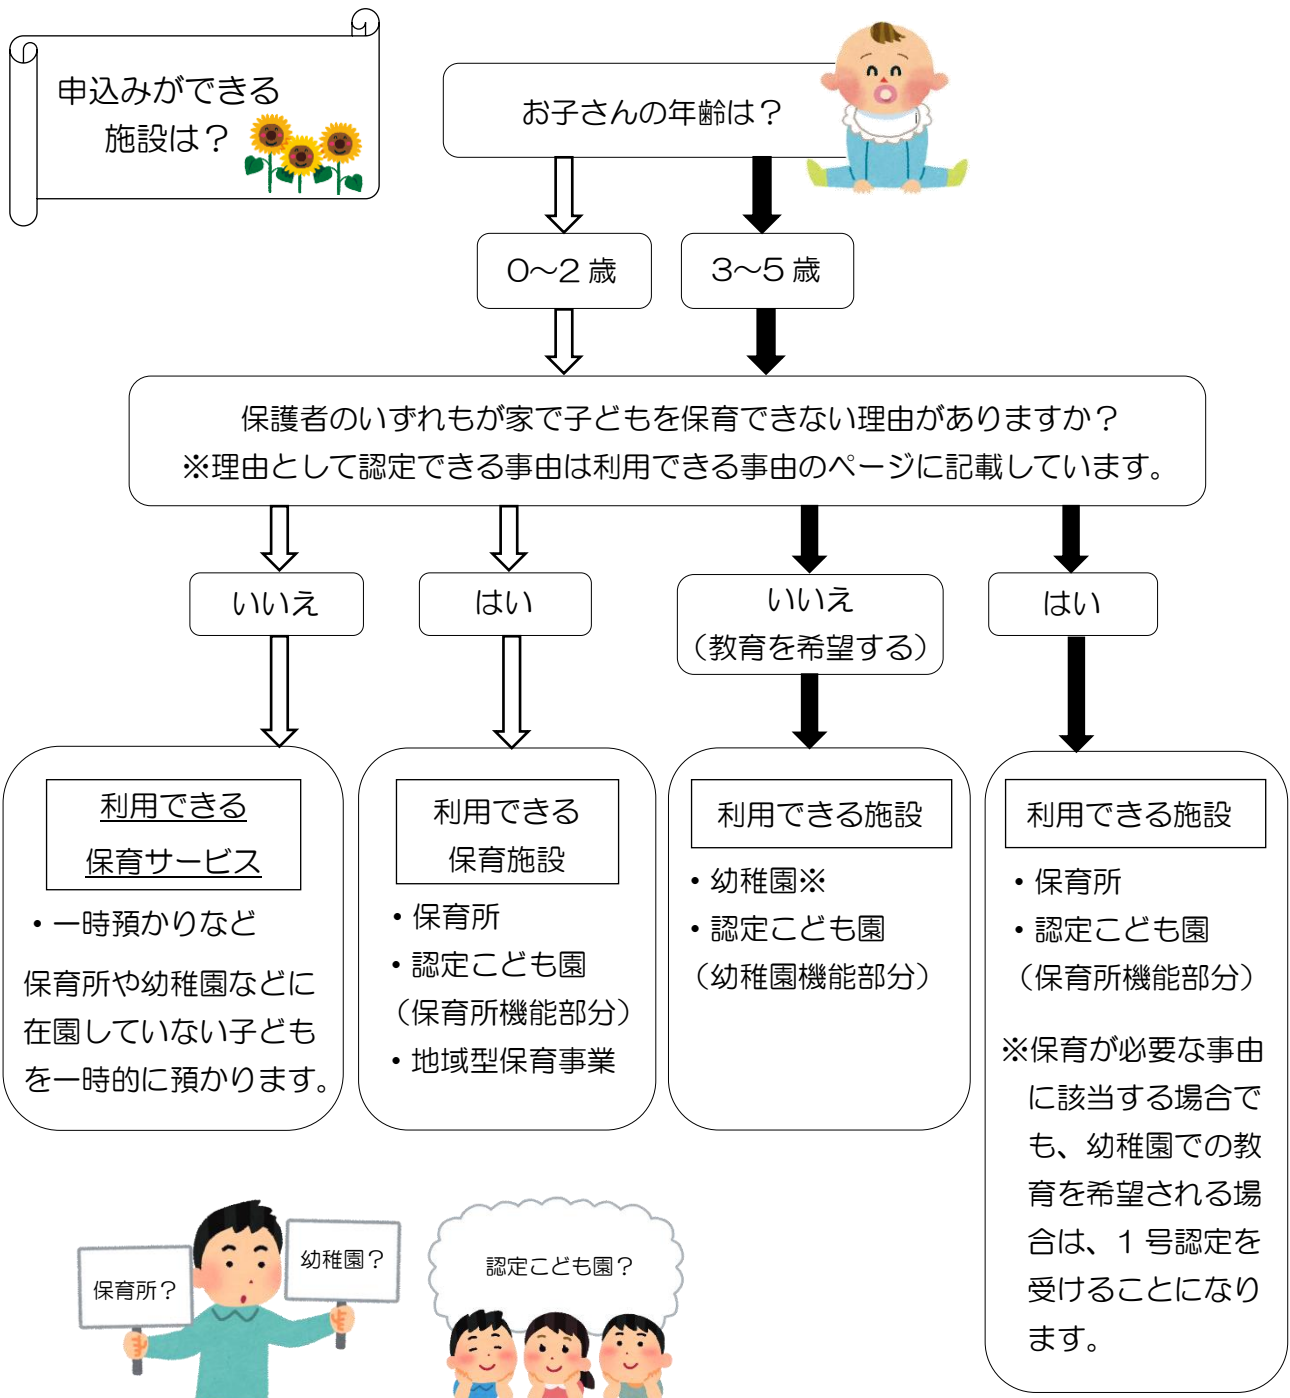 申込みができる
施設は？
お子さんの年齢は？
0～2 歳
3～5 歳
保護者のいずれもが家で子どもを保育できない理由がありますか？
※理由として認定できる事由は利用できる事由のページに記載しています。
いいえ
はい
いいえ
（教育を希望する）
はい
利用できる
保育サービス
・一時預かりなど
保育所や幼稚園などに
在園していない子ども
を一時的に預かります。
利用できる
保育施設
・保育所
・認定こども園
（保育所機能部分）
・地域型保育事業
利用できる施設
・幼稚園※
・認定こども園
（幼稚園機能部分）
利用できる施設
・保育所
・認定こども園
（保育所機能部分）
※保育が必要な事由
に該当する場合で
も、幼稚園での教
育を希望される場
合は、1 号認定を
受けることになり
ます。
保育所？
幼稚園？
認定こども園？